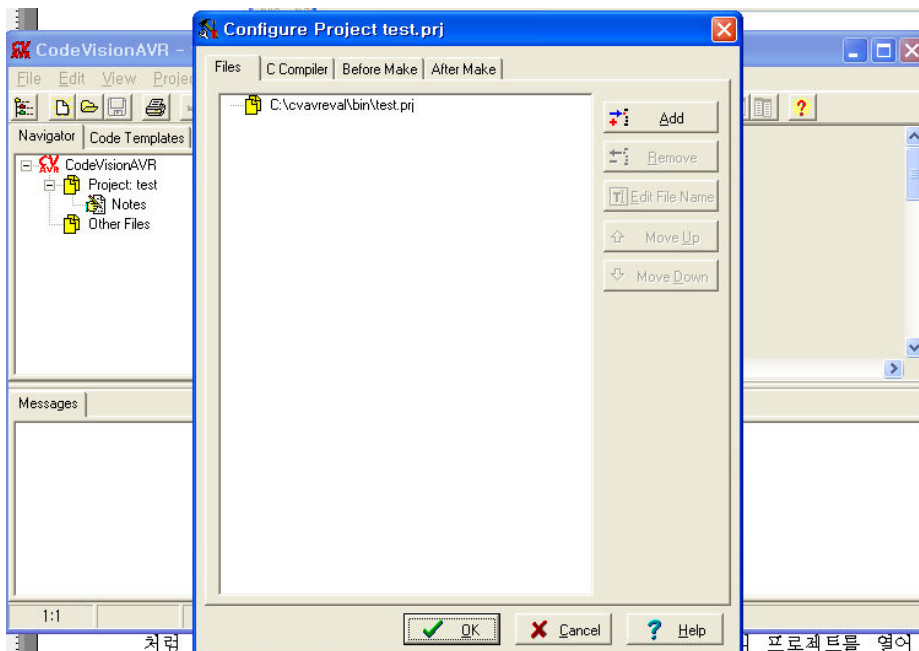 Configure Project test.prj
CodeVisionAVR -
File Edit View Projec
Files C Compiler Before Make After Make
Navigator Code Templates
C:\cvavreval\bin\test.prj
Add
CodeVisionAVR
Remove
Project: test
Edit File Name
Notes
Other Files
Move Up
Move Down
Messages
1:1
OK Cancel Help
처럼
프로젝트를 열어